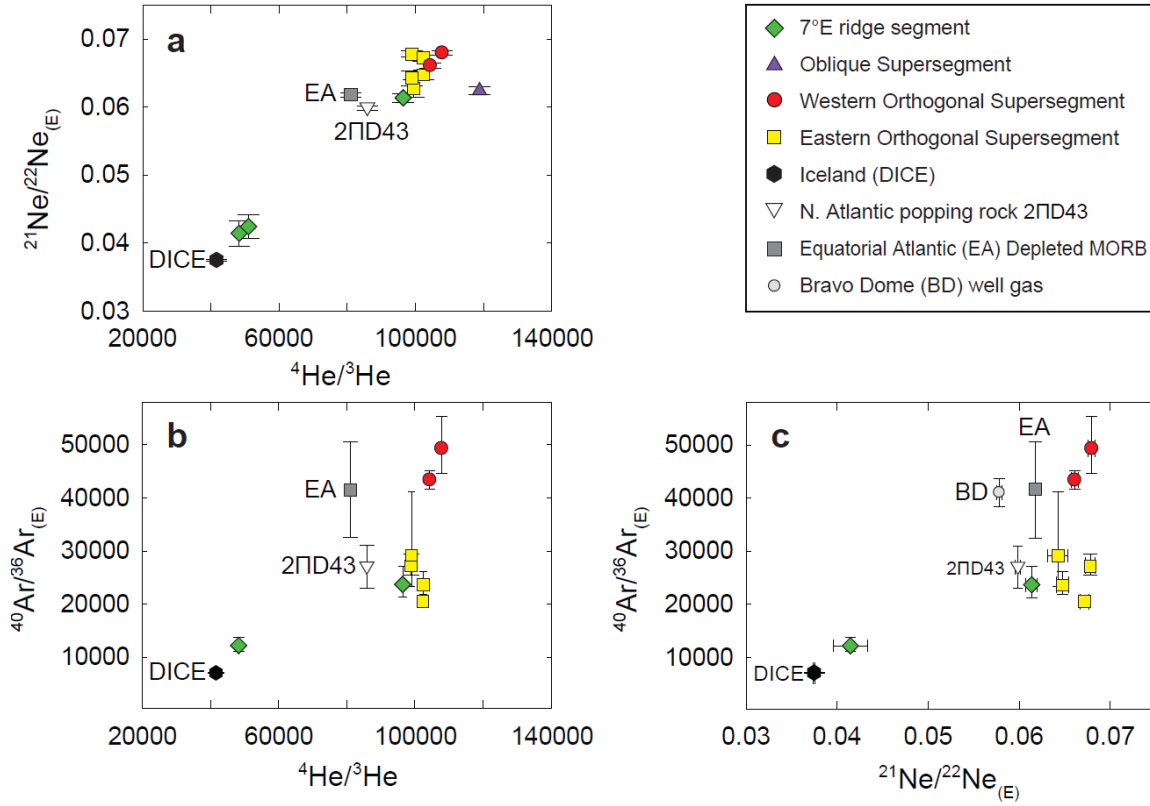 a
0.07
0.06
0.05
0.04
0.03
21Ne/22Ne(E)
EA
2ПD43
DICE
20000 60000 100000 140000
4He/3He
7°E ridge segment
Oblique Supersegment
Western Orthogonal Supersegment
Eastern Orthogonal Supersegment
Iceland (DICE)
N. Atlantic popping rock 2ПD43
Equatorial Atlantic (EA) Depleted MORB
Bravo Dome (BD) well gas
b
50000
40000
30000
20000
10000
40Ar/36Ar(E)
EA
2ПD43
DICE
20000 60000 100000 140000
4He/3He
c
50000
40000
30000
20000
10000
40Ar/36Ar(E)
EA
BD
2ПD43
DICE
0.03 0.04 0.05 0.06 0.07
21Ne/22Ne(E)